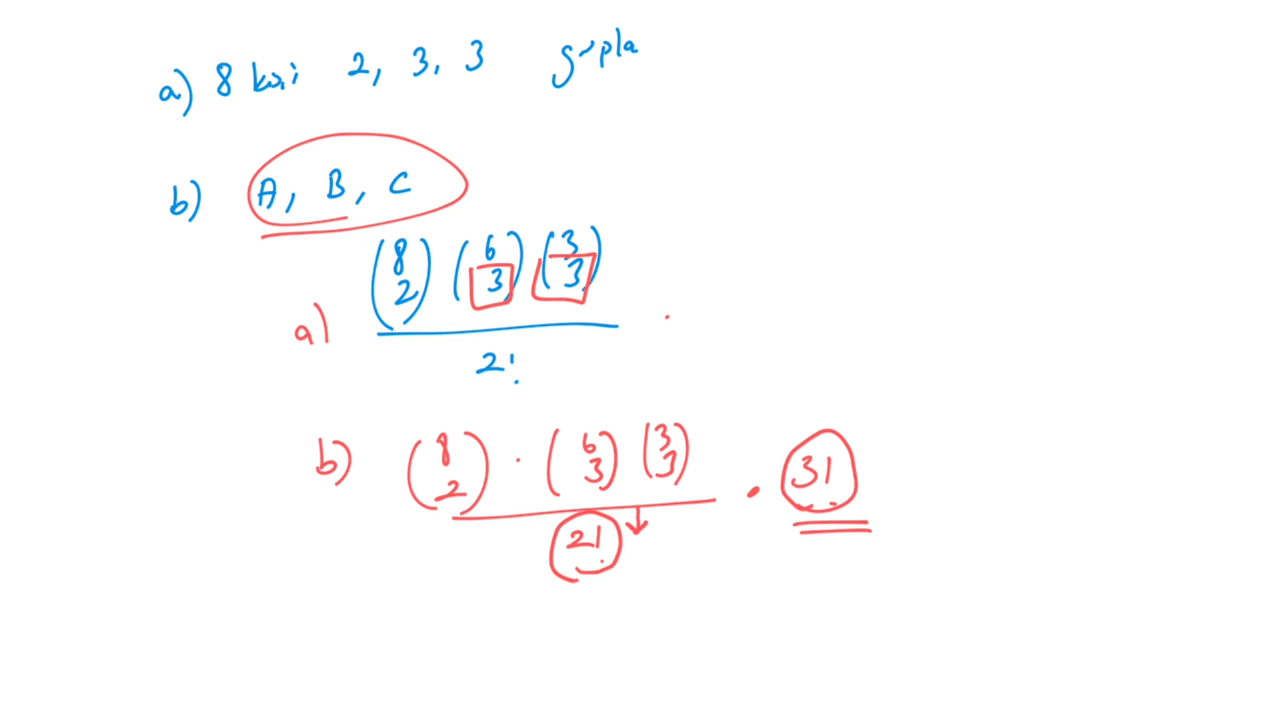 a) 8 kişi 2, 3, 3 grupla
b) A, B, C
a) (8 2) (6 3) (3 3)
2!
b) (8 2) · (6 3) (3 3) · 3!
2!